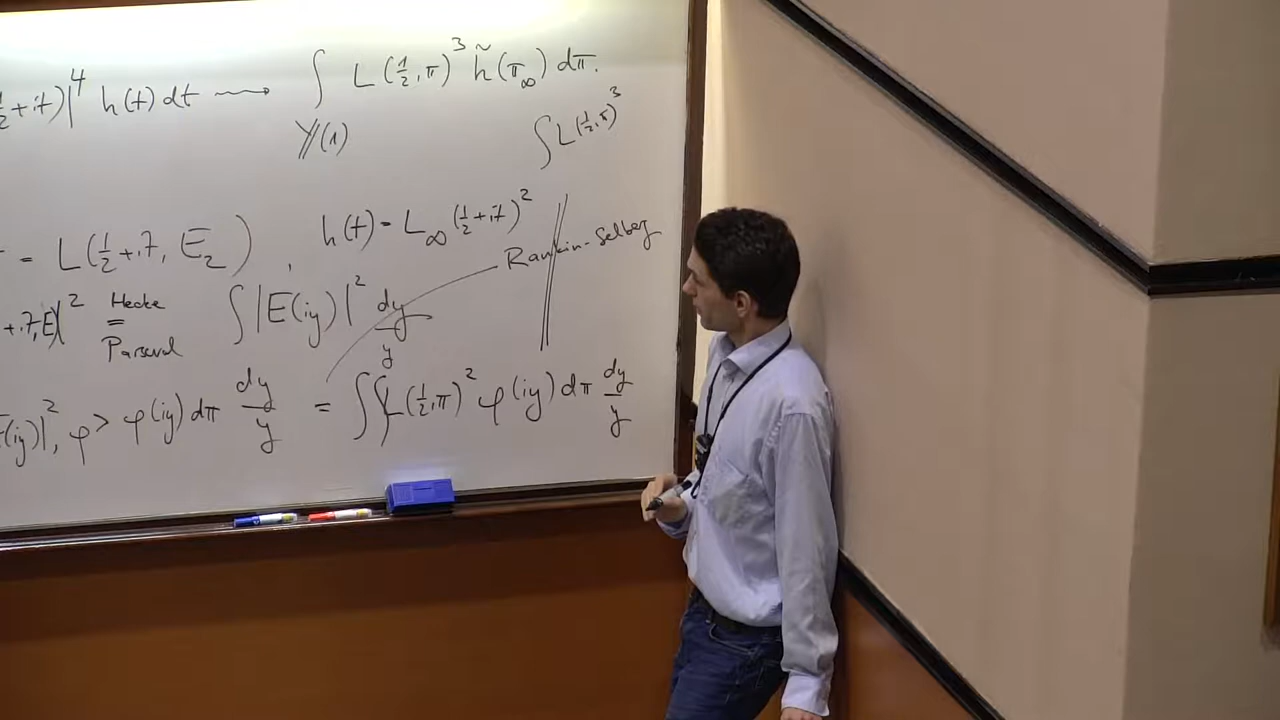 ½+it)|⁴ h(t) dt ⟿ ∫ L(½,π)³ h̃(π_∞) dπ.
Y(1)
∫L(½,π)³
= L(½+iT, E₂), h(t) = L_∞(½+it)²
Rankin-Selberg
+iT,E)|² Hecke = Parseval ∫|E(iy)|² dy/y
(iy)|², φ> φ(iy) dπ dy/y = ∫∫L(½,π)² φ(iy) dπ dy/y